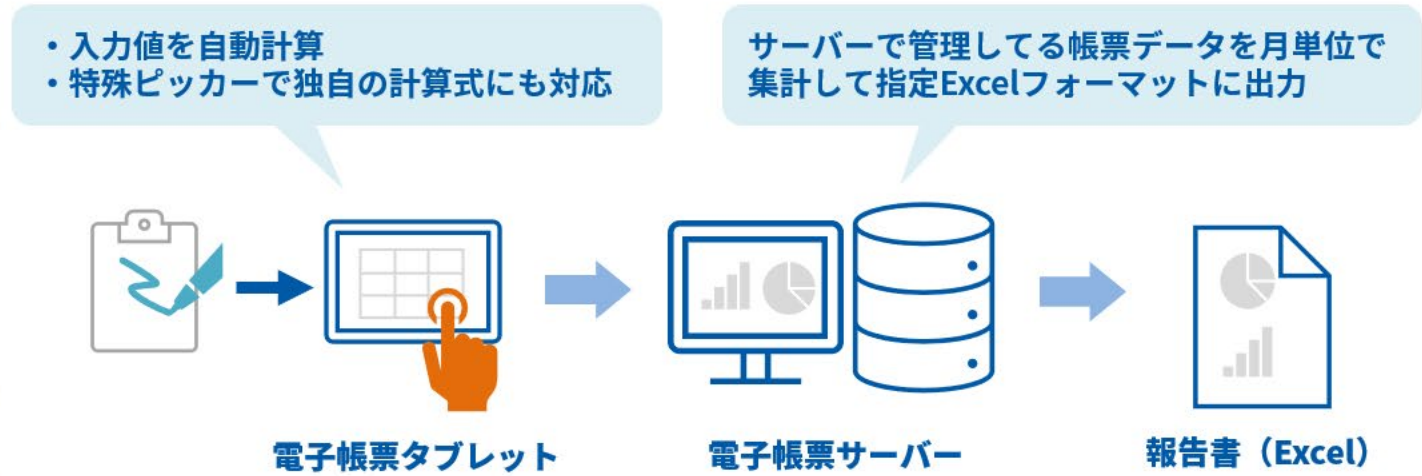 ・入力値を自動計算
・特殊ピッカーで独自の計算式にも対応
サーバーで管理してる帳票データを月単位で
集計して指定Excelフォーマットに出力
電子帳票タブレット
電子帳票サーバー
報告書（Excel）